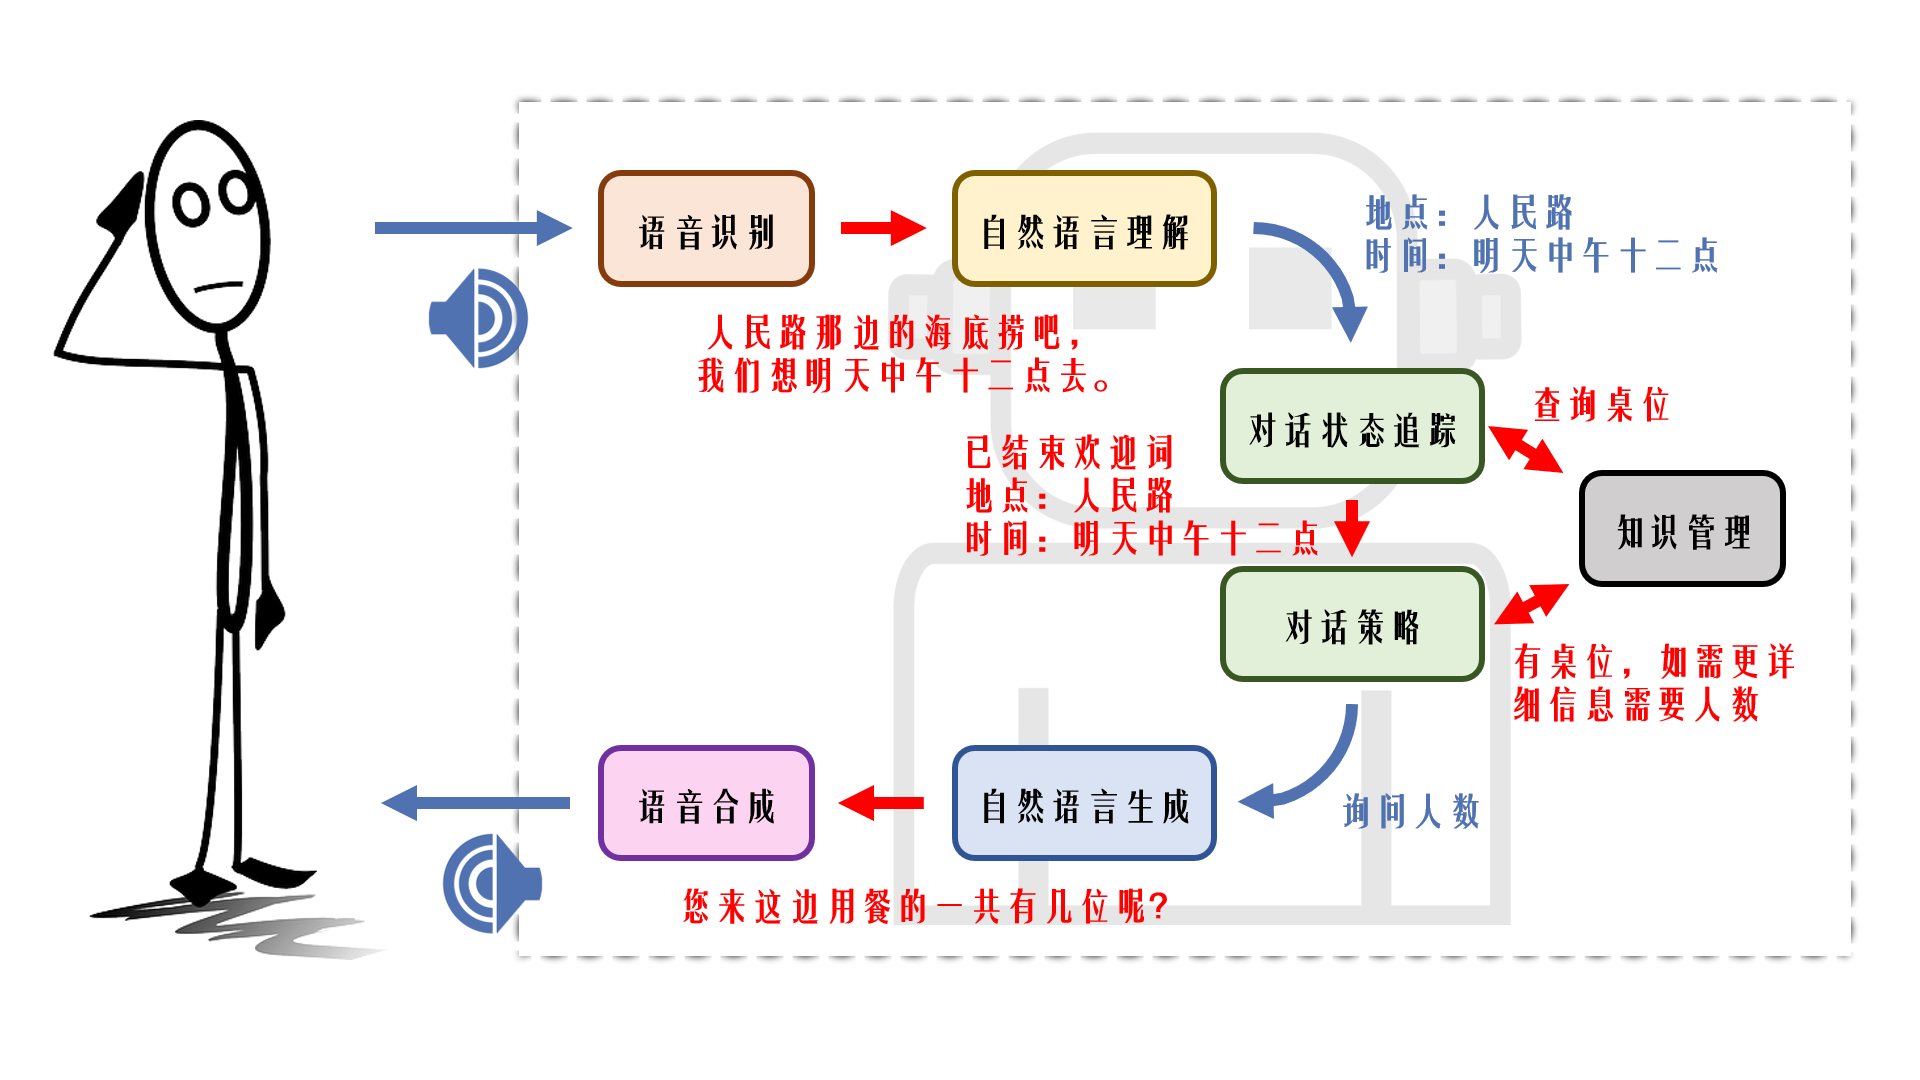 语音识别
自然语言理解
地点：人民路
时间：明天中午十二点
人民路那边的海底捞吧，
我们想明天中午十二点去。
对话状态追踪
查询桌位
已结束欢迎词
地点：人民路
时间：明天中午十二点
知识管理
对话策略
有桌位，如需更详
细信息需要人数
语音合成
自然语言生成
询问人数
您来这边用餐的一共有几位呢？